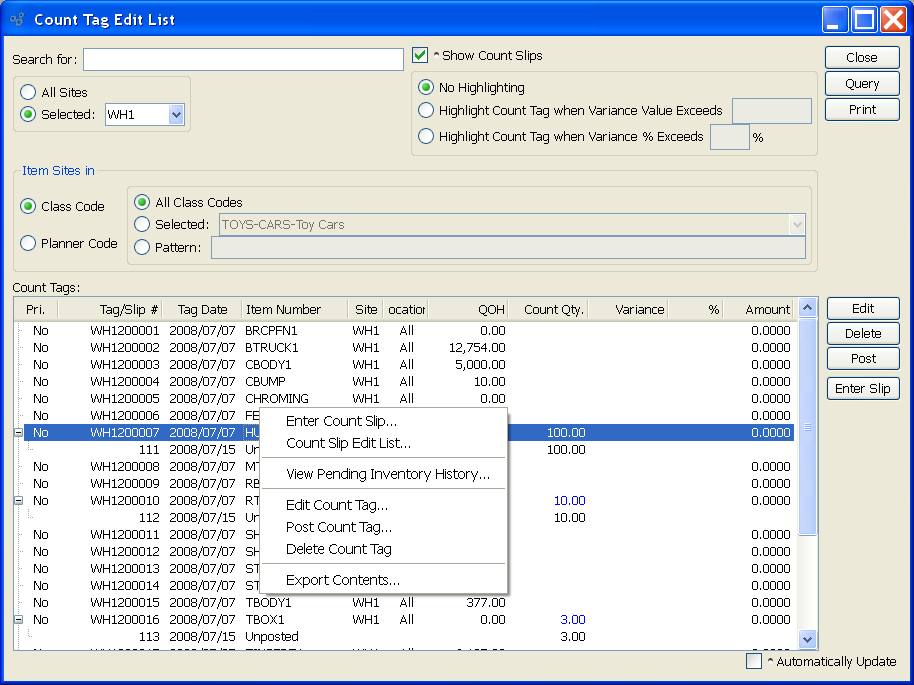 Count Tag Edit List
Search for:
^ Show Count Slips
Close
Query
Print
All Sites
Selected: WH1
No Highlighting
Highlight Count Tag when Variance Value Exceeds
Highlight Count Tag when Variance % Exceeds %
Item Sites in
Class Code
Planner Code
All Class Codes
Selected: TOYS-CARS-Toy Cars
Pattern:
Count Tags:
Pri. Tag/Slip # Tag Date Item Number Site ocation QOH Count Qty. Variance % Amount
No WH1200001 2008/07/07 BRCPFN1 WH1 All 0.00 0.0000
No WH1200002 2008/07/07 BTRUCK1 WH1 All 12,754.00 0.0000
No WH1200003 2008/07/07 CBODY1 WH1 All 5,000.00 0.0000
No WH1200004 2008/07/07 CBUMP WH1 All 10.00 0.0000
No WH1200005 2008/07/07 CHROMING WH1 All 0.00 0.0000
No WH1200006 2008/07/07 FE 0.0000
No WH1200007 2008/07/07 HU 100.00 0.0000
111 2008/07/15 Un 100.00
No WH1200008 2008/07/07 MT 0.0000
No WH1200009 2008/07/07 RB 0.0000
No WH1200010 2008/07/07 RT 10.00 0.0000
112 2008/07/15 Un 10.00
No WH1200011 2008/07/07 SH 0.0000
No WH1200012 2008/07/07 SH 0.0000
No WH1200013 2008/07/07 ST 0.0000
No WH1200014 2008/07/07 ST 0.0000
No WH1200015 2008/07/07 TBODY1 WH1 All 377.00 0.0000
No WH1200016 2008/07/07 TBOX1 WH1 All 0.00 3.00 0.0000
113 2008/07/15 Unposted 3.00
Enter Count Slip...
Count Slip Edit List...
View Pending Inventory History...
Edit Count Tag...
Post Count Tag...
Delete Count Tag
Export Contents...
Edit
Delete
Post
Enter Slip
^ Automatically Update